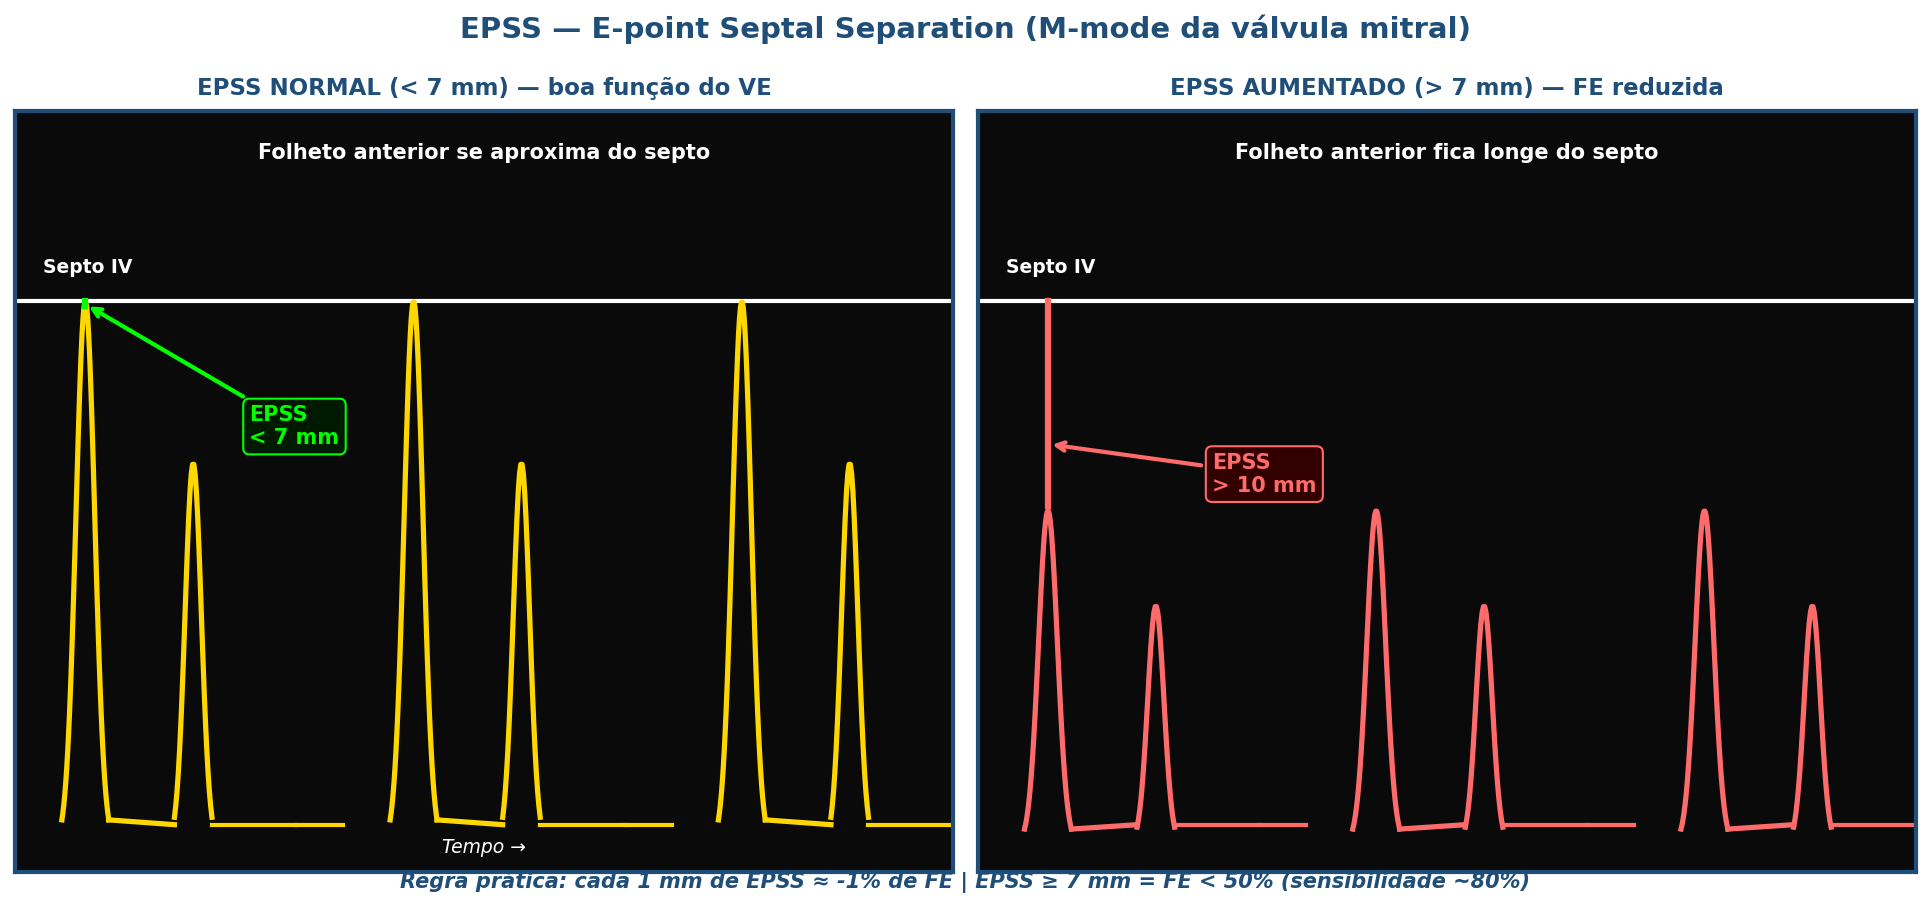 EPSS — E-point Septal Separation (M-mode da válvula mitral)
EPSS NORMAL (< 7 mm) — boa função do VE
Folheto anterior se aproxima do septo
Septo IV
EPSS
< 7 mm
Tempo →
EPSS AUMENTADO (> 7 mm) — FE reduzida
Folheto anterior fica longe do septo
Septo IV
EPSS
> 10 mm
Regra prática: cada 1 mm de EPSS ≈ -1% de FE | EPSS ≥ 7 mm = FE < 50% (sensibilidade ~80%)